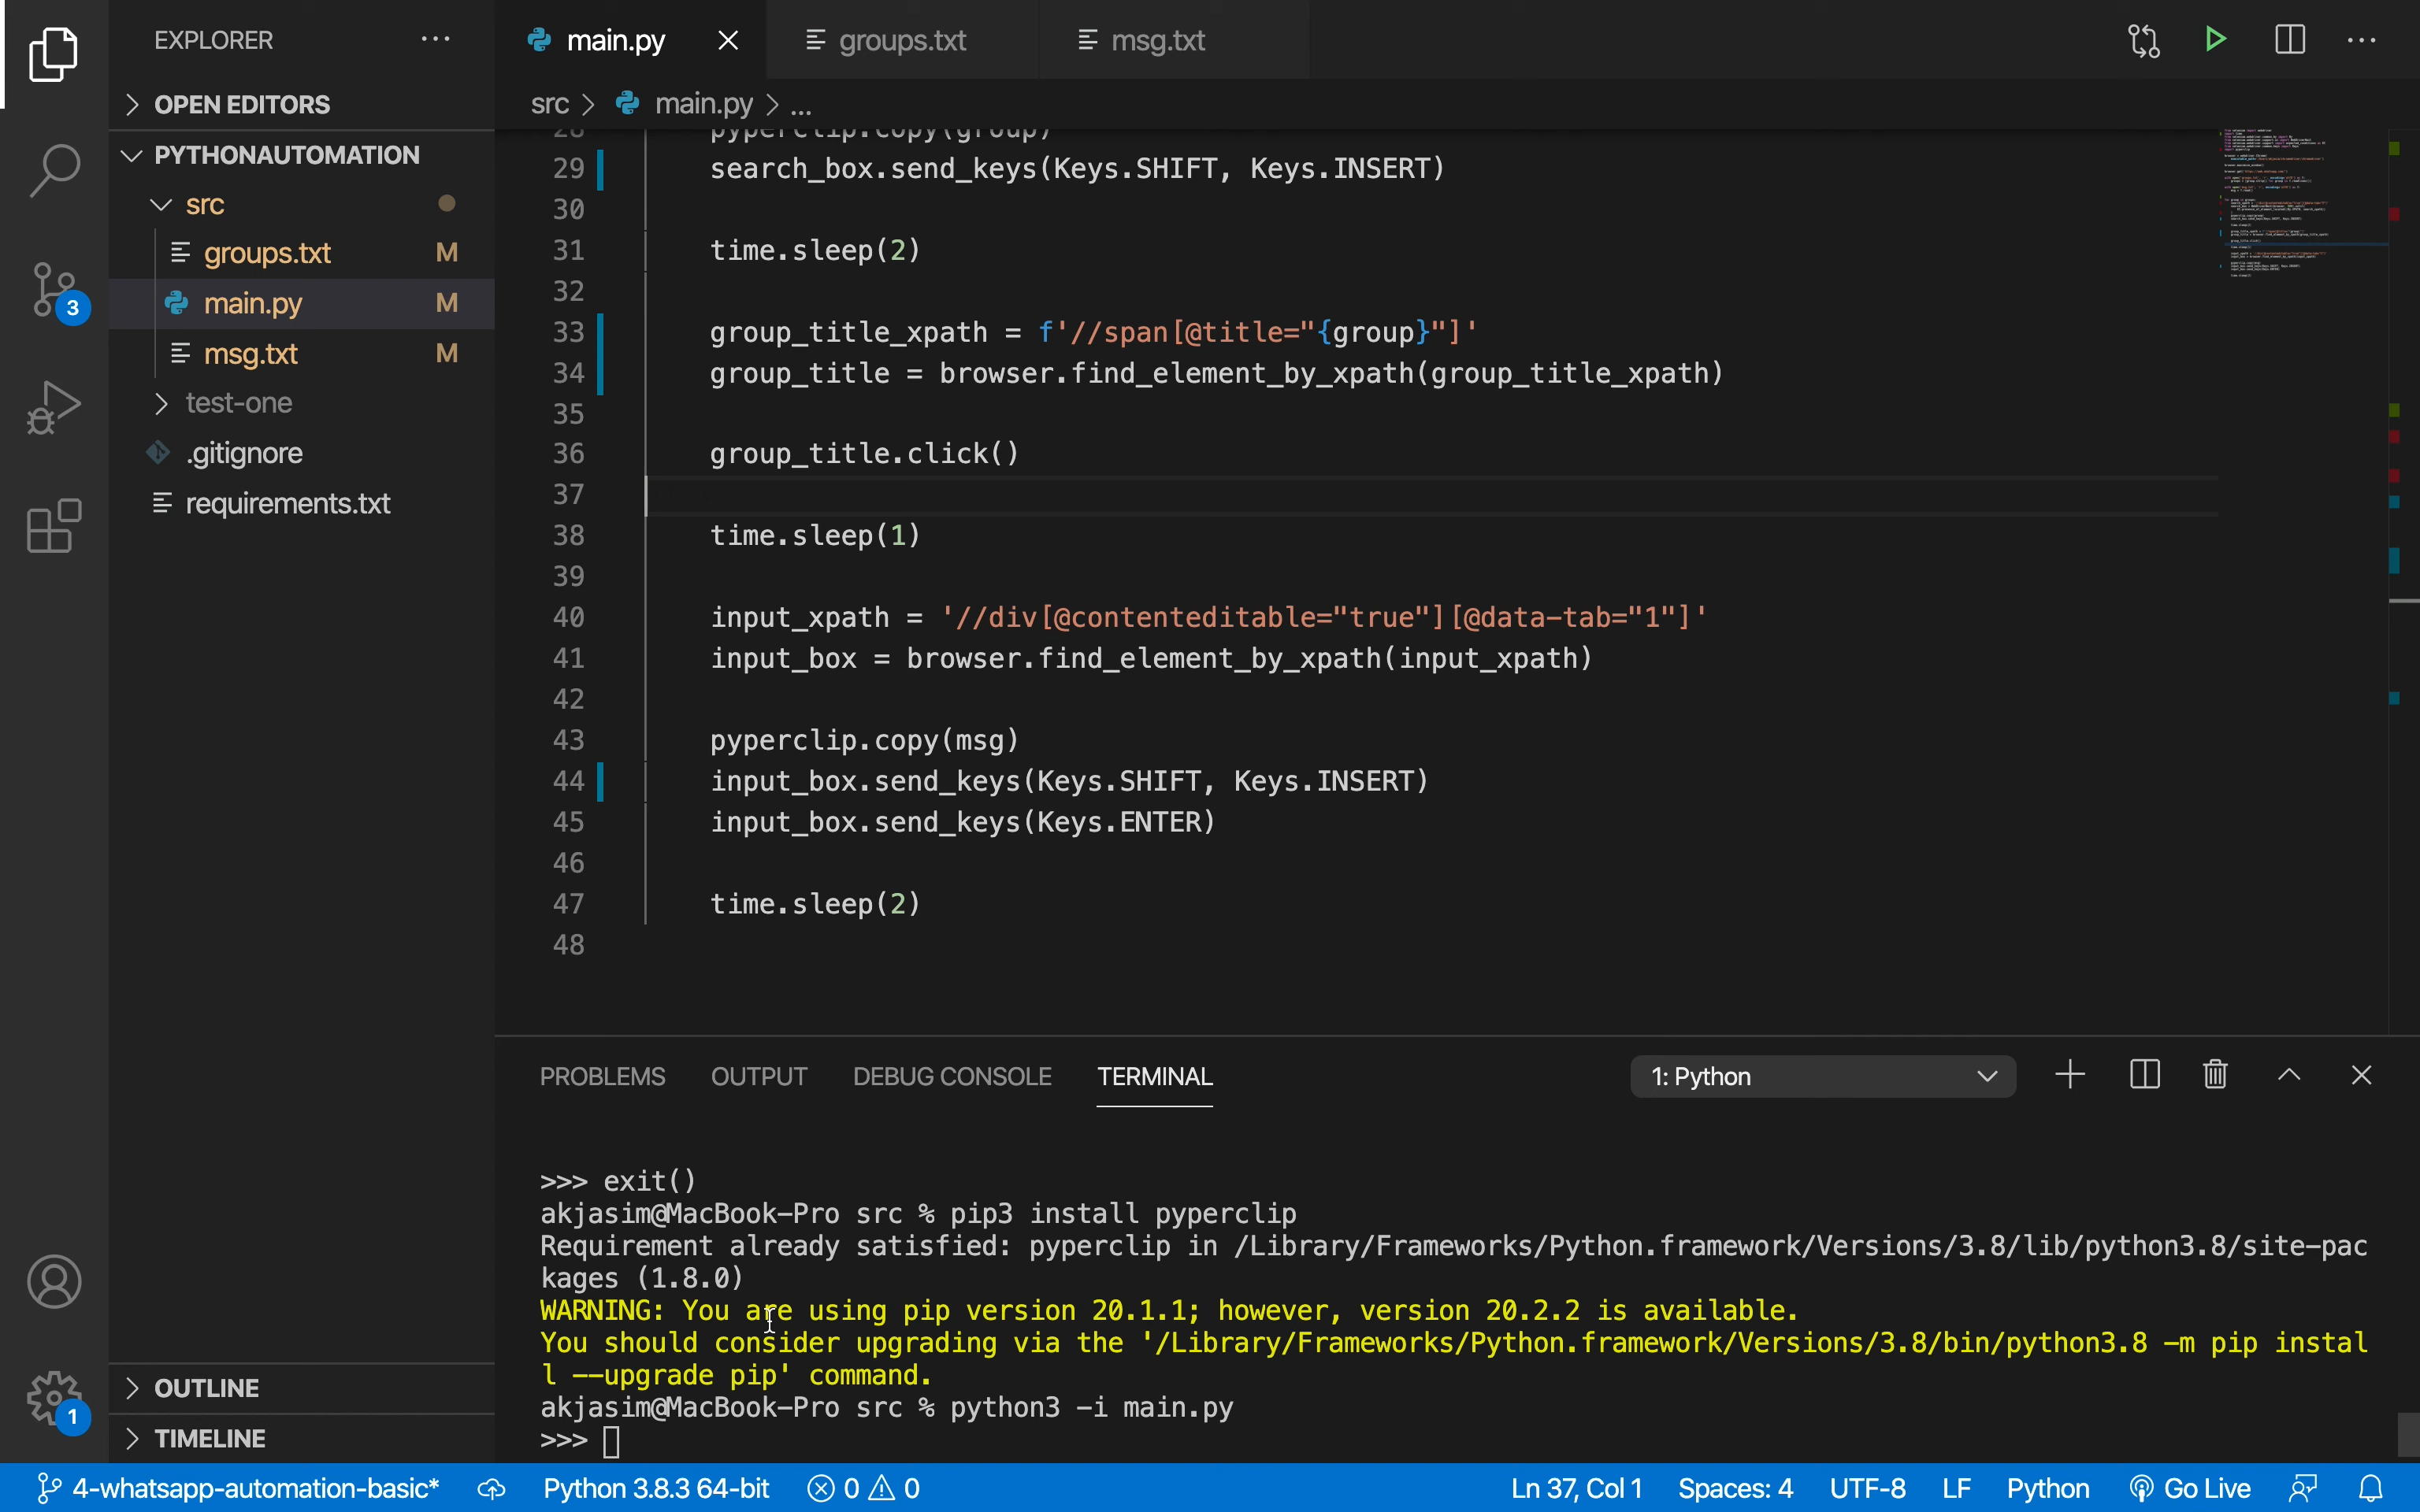 EXPLORER
main.py
groups.txt
msg.txt
OPEN EDITORS
src > main.py > ...
PYTHONAUTOMATION
src
groups.txt M
main.py M
msg.txt M
test-one
.gitignore
requirements.txt
3
28 pyperclip.copy(group)
29 search_box.send_keys(Keys.SHIFT, Keys.INSERT)
30
31 time.sleep(2)
32
33 group_title_xpath = f'//span[@title="{group}"]'
34 group_title = browser.find_element_by_xpath(group_title_xpath)
35
36 group_title.click()
37
38 time.sleep(1)
39
40 input_xpath = '//div[@contenteditable="true"][@data-tab="1"]'
41 input_box = browser.find_element_by_xpath(input_xpath)
42
43 pyperclip.copy(msg)
44 input_box.send_keys(Keys.SHIFT, Keys.INSERT)
45 input_box.send_keys(Keys.ENTER)
46
47 time.sleep(2)
48
PROBLEMS OUTPUT DEBUG CONSOLE TERMINAL 1: Python
>>> exit()
akjasim@MacBook-Pro src % pip3 install pyperclip
Requirement already satisfied: pyperclip in /Library/Frameworks/Python.framework/Versions/3.8/lib/python3.8/site-pac
kages (1.8.0)
WARNING: You are using pip version 20.1.1; however, version 20.2.2 is available.
You should consider upgrading via the '/Library/Frameworks/Python.framework/Versions/3.8/bin/python3.8 -m pip instal
l --upgrade pip' command.
akjasim@MacBook-Pro src % python3 -i main.py
>>>
OUTLINE
TIMELINE
1
4-whatsapp-automation-basic* Python 3.8.3 64-bit 0 0 Ln 37, Col 1 Spaces: 4 UTF-8 LF Python Go Live